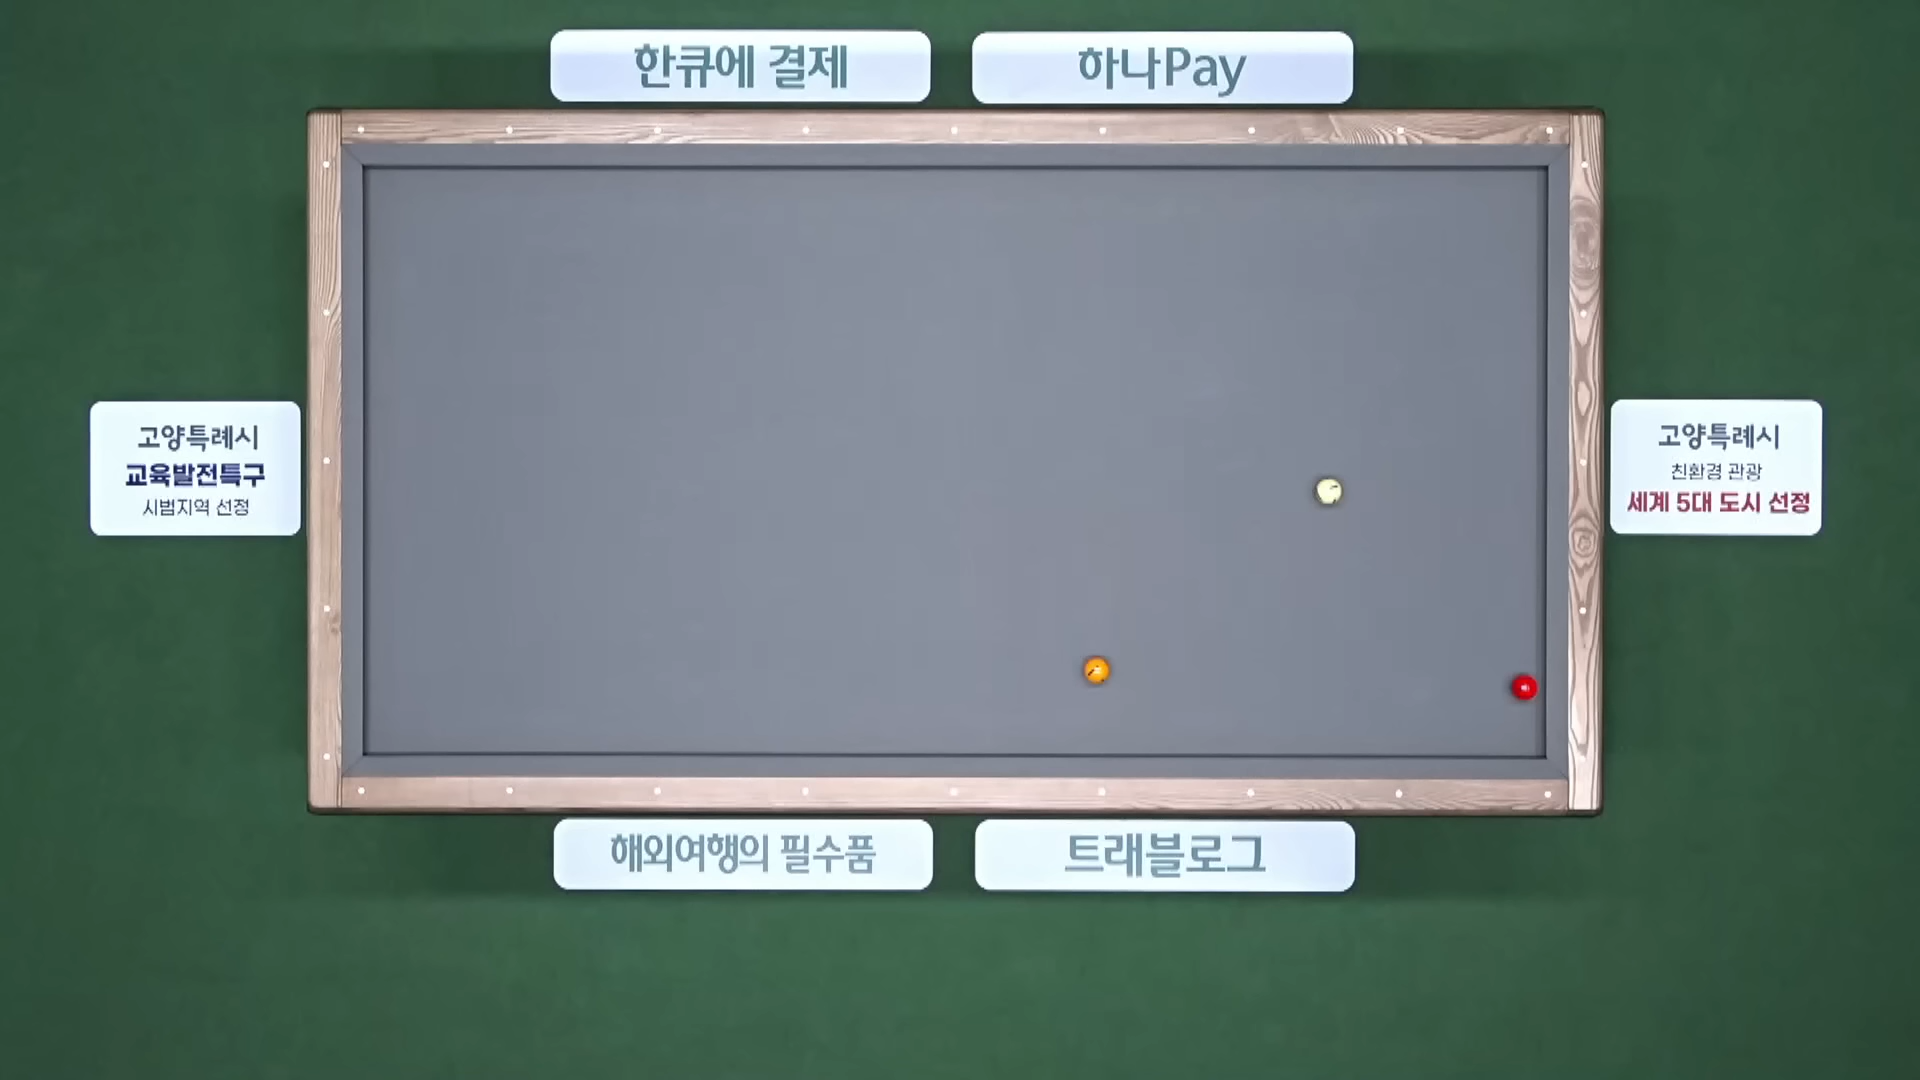 한큐에 결제
하나Pay
고양특례시
교육발전특구
시범지역 선정
고양특례시
친환경 관광
세계 5대 도시 선정
해외여행의 필수품
트래블로그